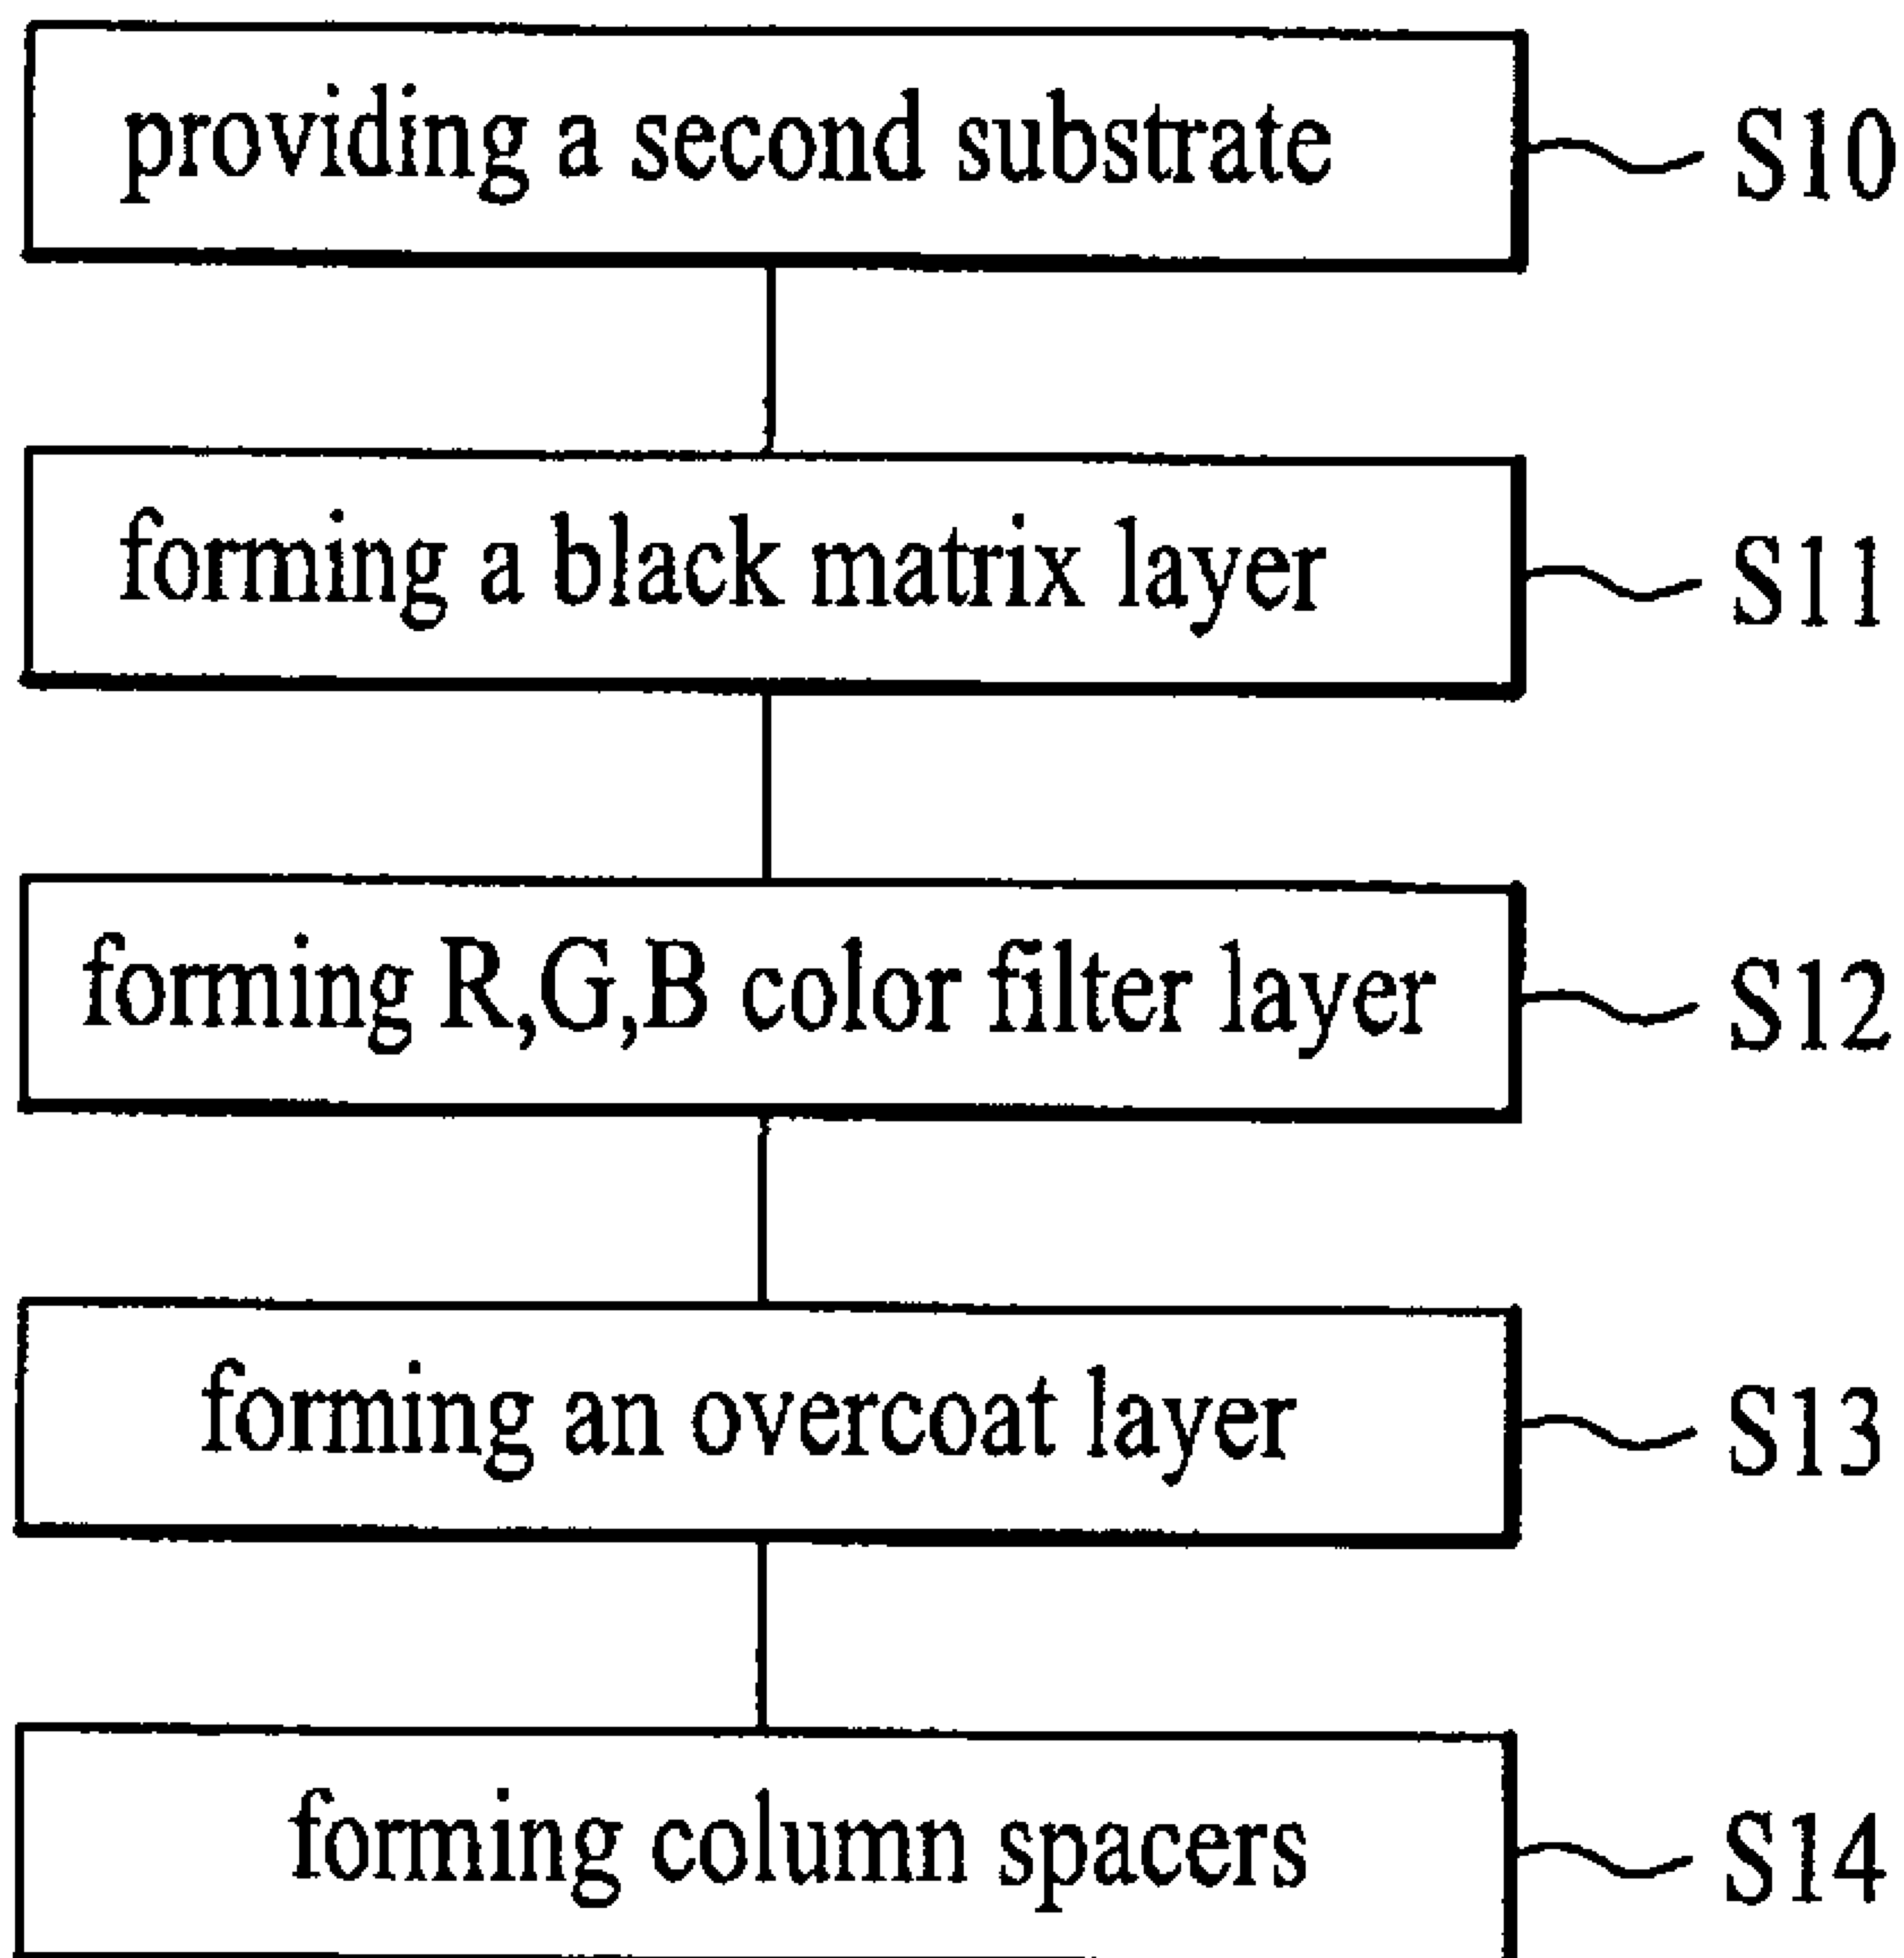 providing a second substrate S10
forming a black matrix layer S11
forming R,G,B color filter layer S12
forming an overcoat layer S13
forming column spacers S14